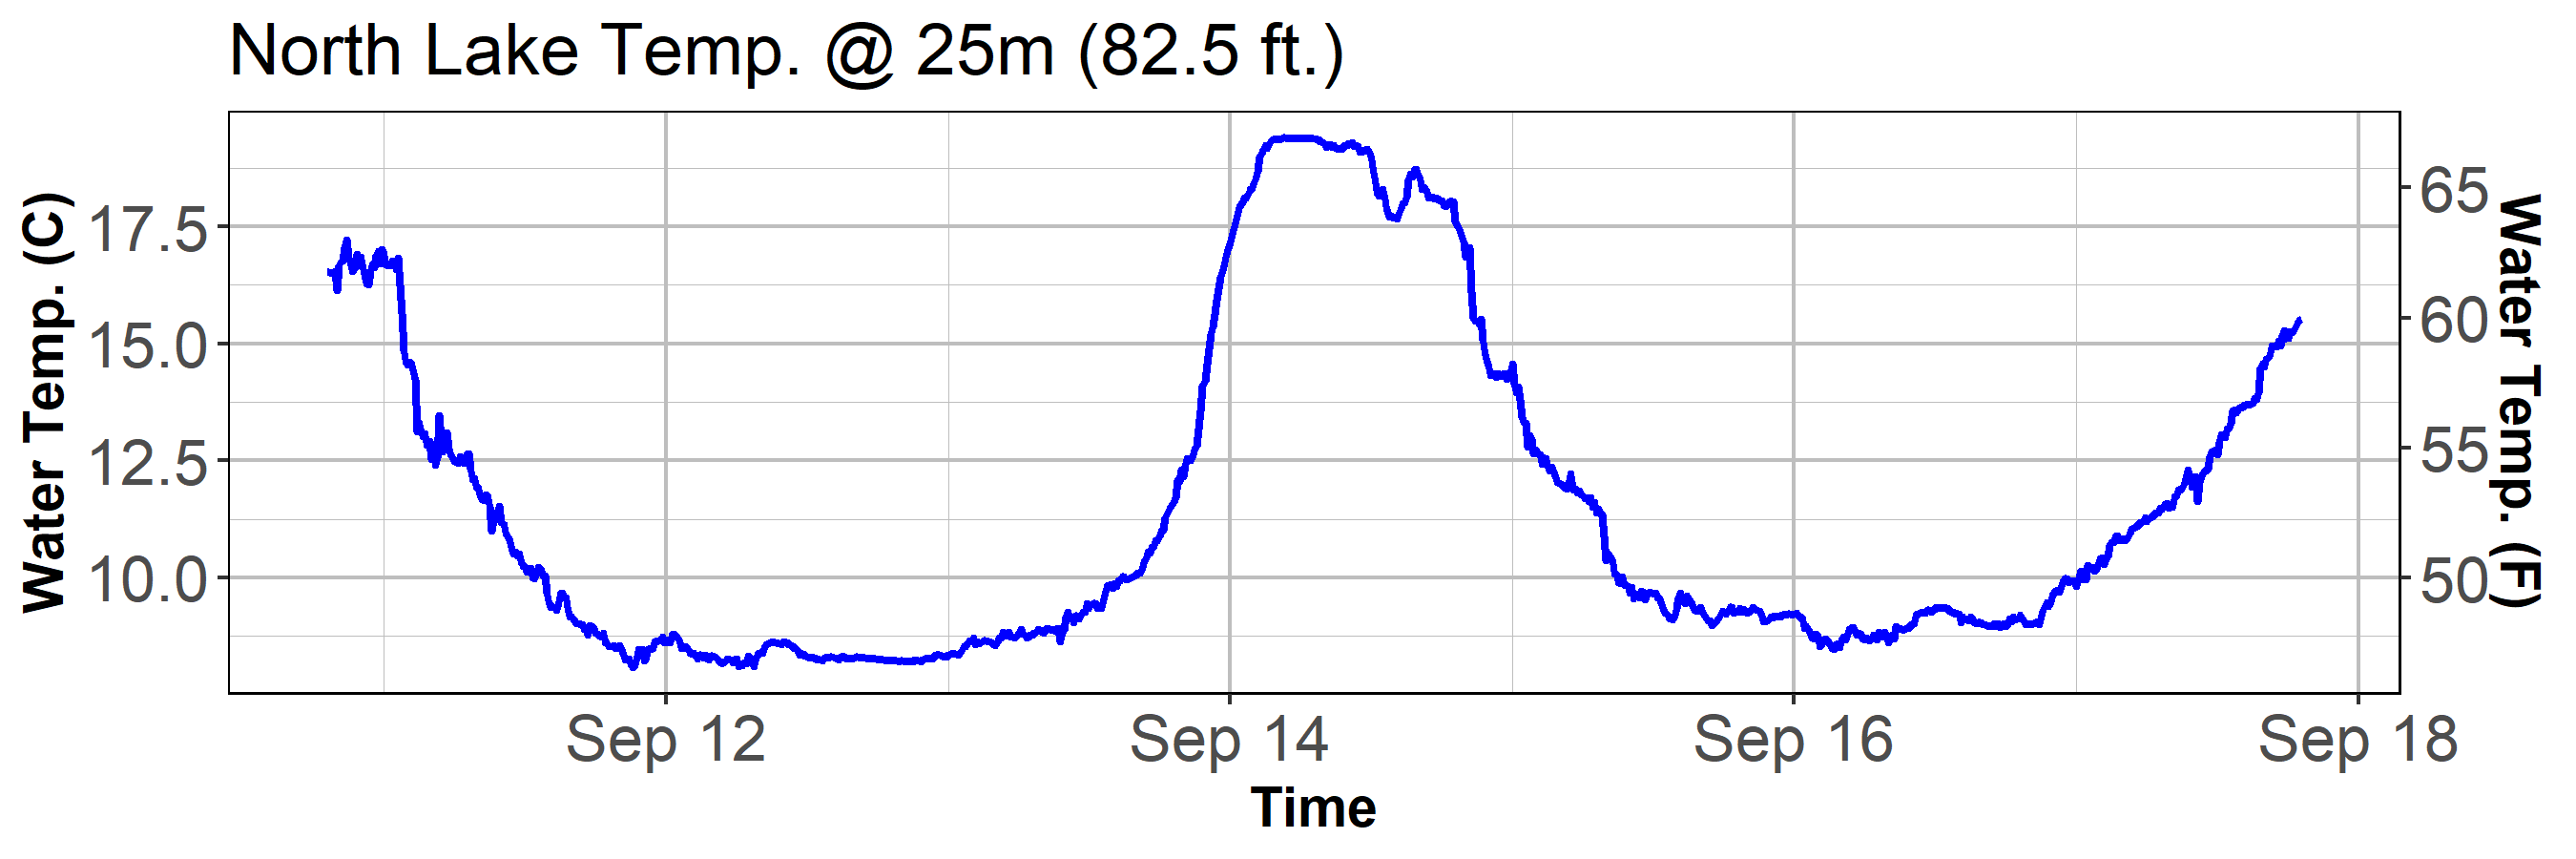 North Lake Temp. @ 25m (82.5 ft.)
Water Temp. (C)
17.5
15.0
12.5
10.0
65
60
55
50
Water Temp. (F)
Sep 12
Sep 14
Sep 16
Sep 18
Time